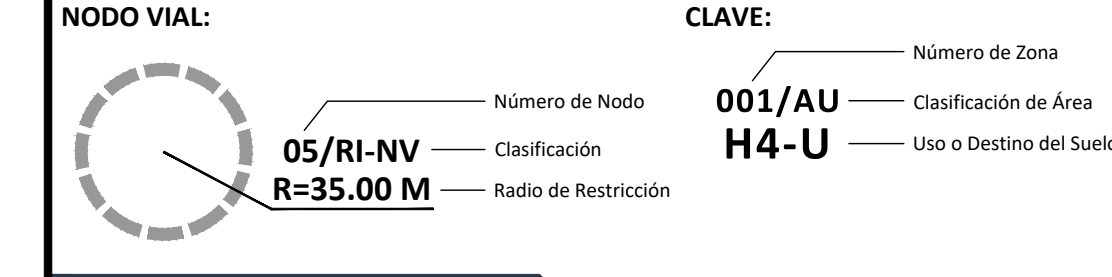 NODO VIAL:
Número de Nodo
05/RI-NV
Clasificación
R=35.00 M
Radio de Restricción
CLAVE:
Número de Zona
001/AU
Clasificación de Área
H4-U
Uso o Destino del